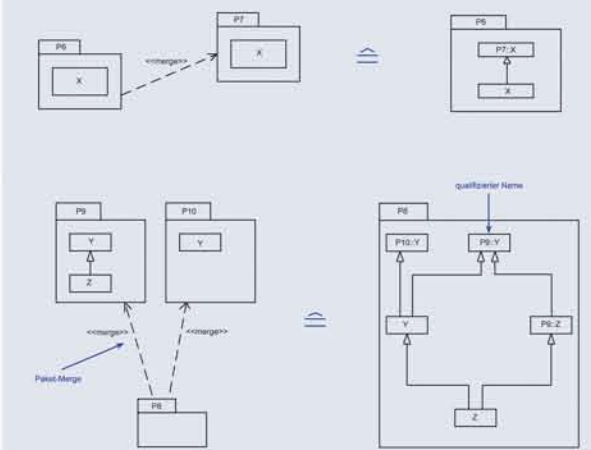 P7
P6
X
<<merge>>
X
P6
P7::X
X
P9
P10
Y
Y
Z
<<merge>>
<<merge>>
Paket-Merge
P8
qualifizierter Name
P8
P10::Y
P9::Y
Y
P9::Z
Z